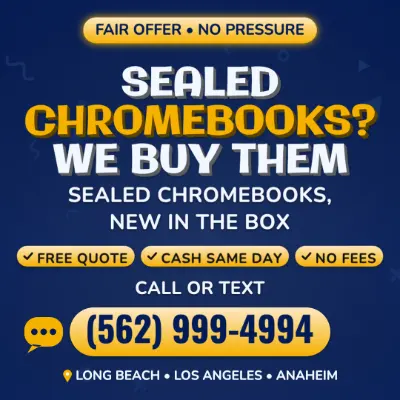 FAIR OFFER • NO PRESSURE
SEALED
CHROMEBOOKS?
WE BUY THEM
SEALED CHROMEBOOKS,
NEW IN THE BOX
✓ FREE QUOTE ✓ CASH SAME DAY ✓ NO FEES
CALL OR TEXT
(562) 999-4994
LONG BEACH • LOS ANGELES • ANAHEIM